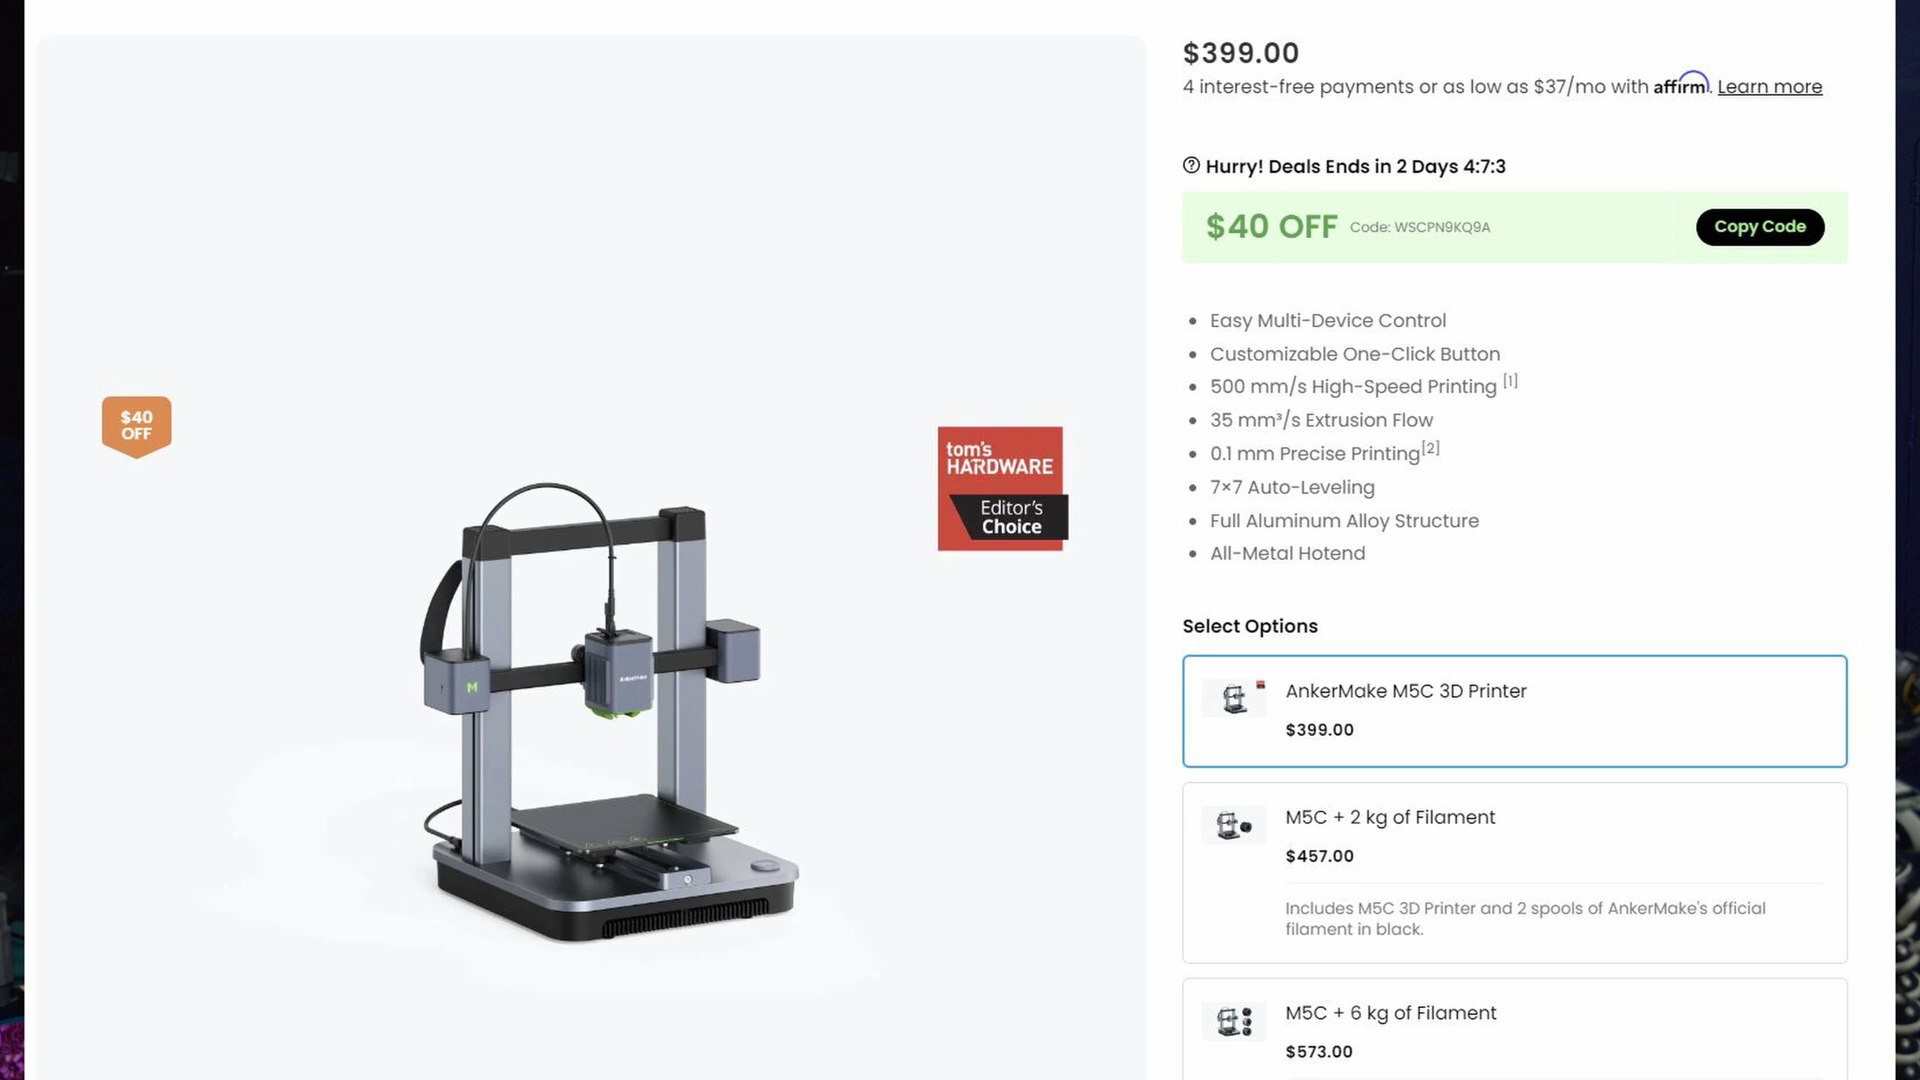 $399.00
4 interest-free payments or as low as $37/mo with affirm. Learn more
Hurry! Deals Ends in 2 Days 4:7:3
$40 OFF Code: WSCPN9KQ9A Copy Code
Easy Multi-Device Control
Customizable One-Click Button
500 mm/s High-Speed Printing [1]
35 mm³/s Extrusion Flow
0.1 mm Precise Printing[2]
7×7 Auto-Leveling
Full Aluminum Alloy Structure
All-Metal Hotend
Select Options
AnkerMake M5C 3D Printer
$399.00
M5C + 2 kg of Filament
$457.00
Includes M5C 3D Printer and 2 spools of AnkerMake's official
filament in black.
M5C + 6 kg of Filament
$573.00
$40
OFF
tom's
HARDWARE
Editor's
Choice
M
AnkerMake